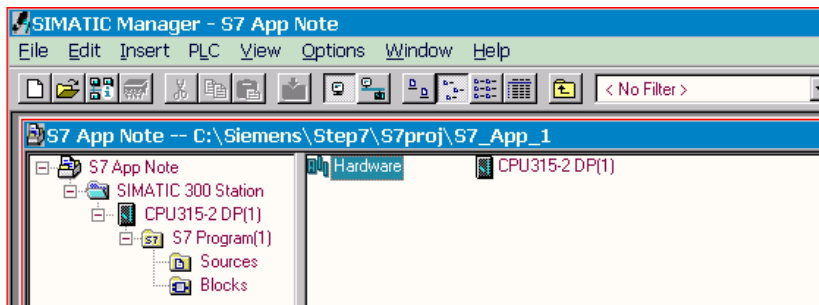 SIMATIC Manager - S7 App Note
File Edit Insert PLC View Options Window Help
< No Filter >
S7 App Note -- C:\Siemens\Step7\S7proj\S7_App_1
S7 App Note
SIMATIC 300 Station
CPU315-2 DP(1)
S7 Program(1)
Sources
Blocks
Hardware
CPU315-2 DP(1)